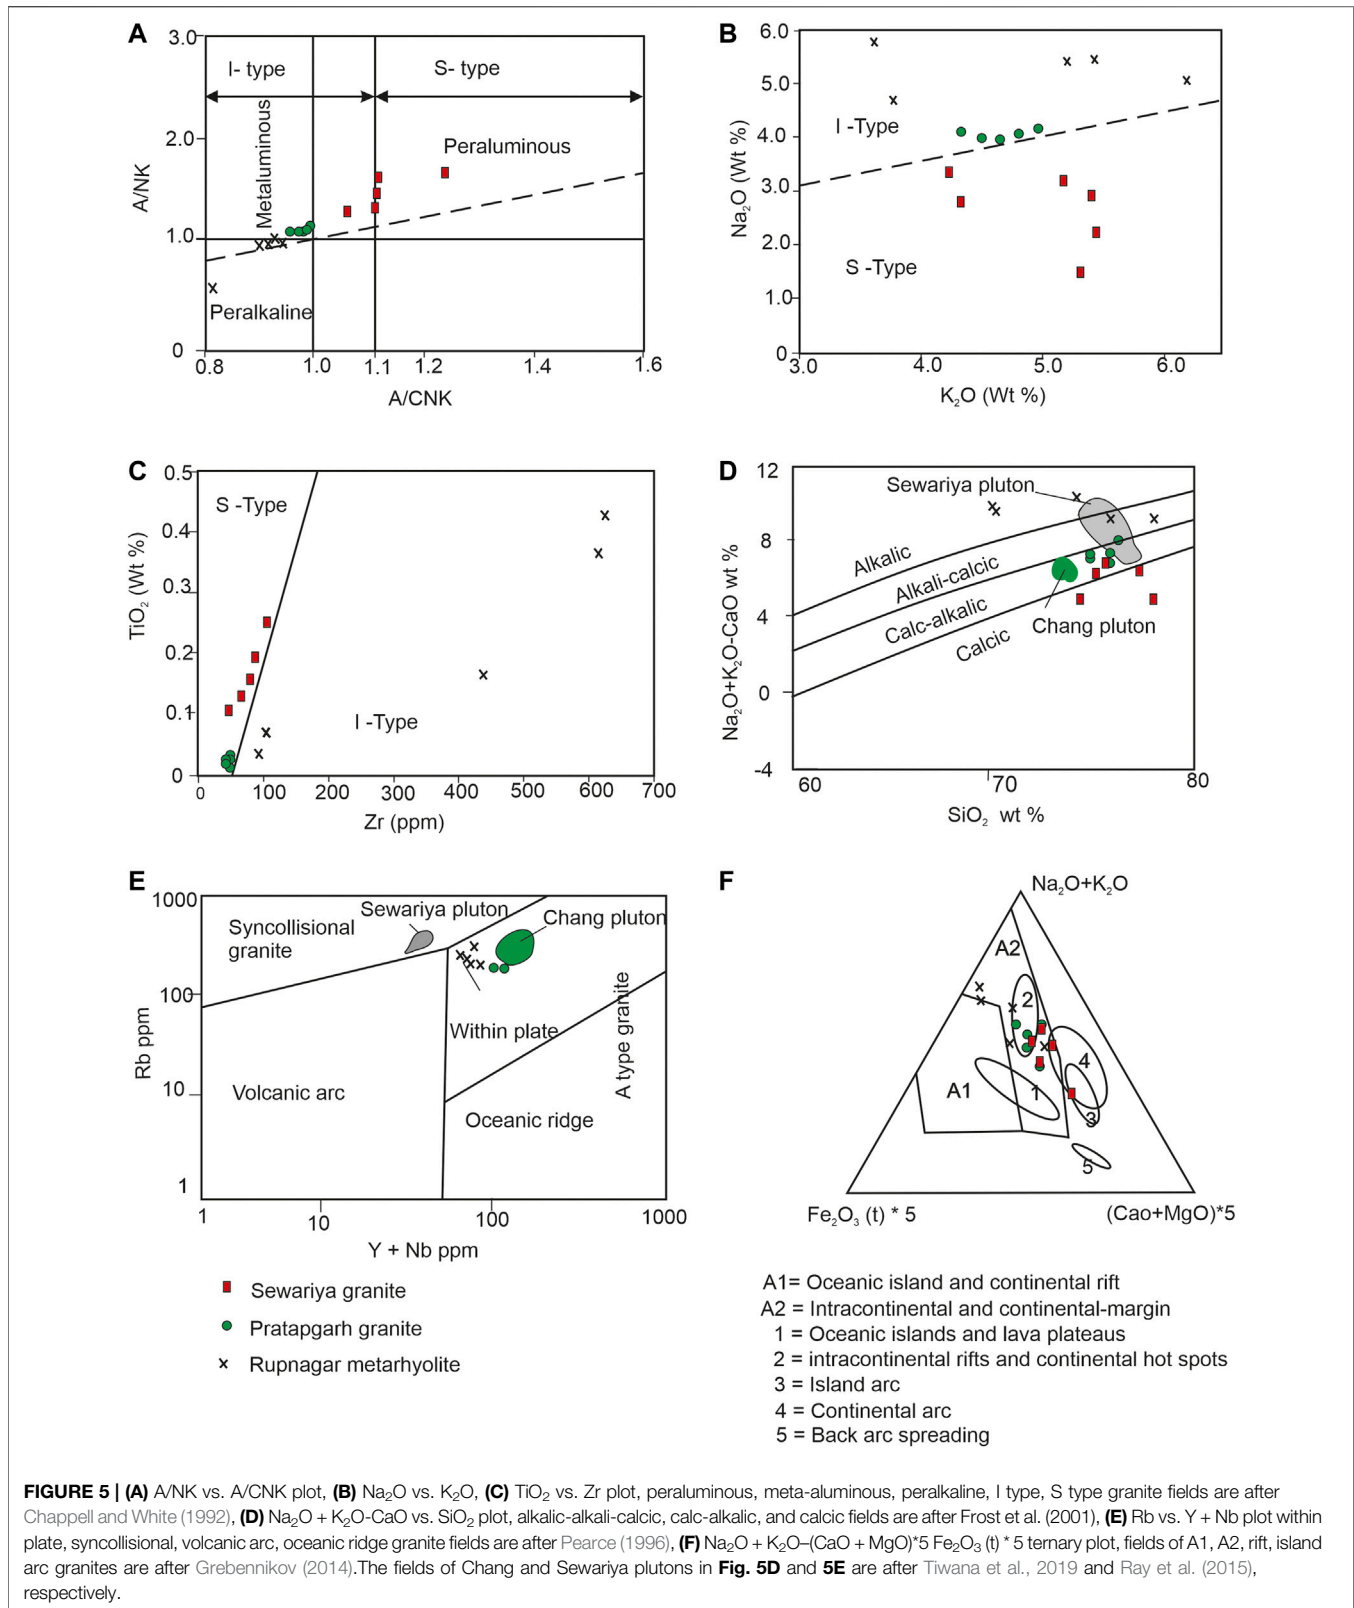 A
3.0
2.0
1.0
0
A/NK
I- type
S- type
Metaluminous
Peraluminous
Peralkaline
0.8
1.0
1.1
1.2
1.4
1.6
A/CNK
B
6.0
5.0
4.0
3.0
2.0
1.0
0
Na₂O (Wt %)
I -Type
S -Type
3.0
4.0
5.0
6.0
K₂O (Wt %)
C
0.5
0.4
0.3
0.2
0.1
0
TiO₂ (Wt %)
S -Type
I -Type
0
100
200
300
400
500
600
700
Zr (ppm)
D
12
8
4
0
-4
Na₂O+K₂O-CaO wt %
Sewariya pluton
Alkalic
Alkali-calcic
Calc-alkalic
Calcic
Chang pluton
60
70
80
SiO₂ wt %
E
1000
100
10
1
Rb ppm
Syncollisional
granite
Sewariya pluton
Chang pluton
Within plate
Volcanic arc
A type granite
Oceanic ridge
1
10
100
1000
Y + Nb ppm
F
Na₂O+K₂O
A2
2
4
A1
1
3
5
Fe₂O₃ (t) * 5
(Cao+MgO)*5
Sewariya granite
Pratapgarh granite
Rupnagar metarhyolite
A1= Oceanic island and continental rift
A2 = Intracontinental and continental-margin
1 = Oceanic islands and lava plateaus
2 = intracontinental rifts and continental hot spots
3 = Island arc
4 = Continental arc
5 = Back arc spreading
FIGURE 5 | (A) A/NK vs. A/CNK plot, (B) Na₂O vs. K₂O, (C) TiO₂ vs. Zr plot, peraluminous, meta-aluminous, peralkaline, I type, S type granite fields are after
Chappell and White (1992), (D) Na₂O + K₂O-CaO vs. SiO₂ plot, alkalic-alkali-calcic, calc-alkalic, and calcic fields are after Frost et al. (2001), (E) Rb vs. Y + Nb plot within
plate, syncollisional, volcanic arc, oceanic ridge granite fields are after Pearce (1996), (F) Na₂O + K₂O–(CaO + MgO)*5 Fe₂O₃ (t) * 5 ternary plot, fields of A1, A2, rift, island
arc granites are after Grebennikov (2014).The fields of Chang and Sewariya plutons in Fig. 5D and 5E are after Tiwana et al., 2019 and Ray et al. (2015),
respectively.